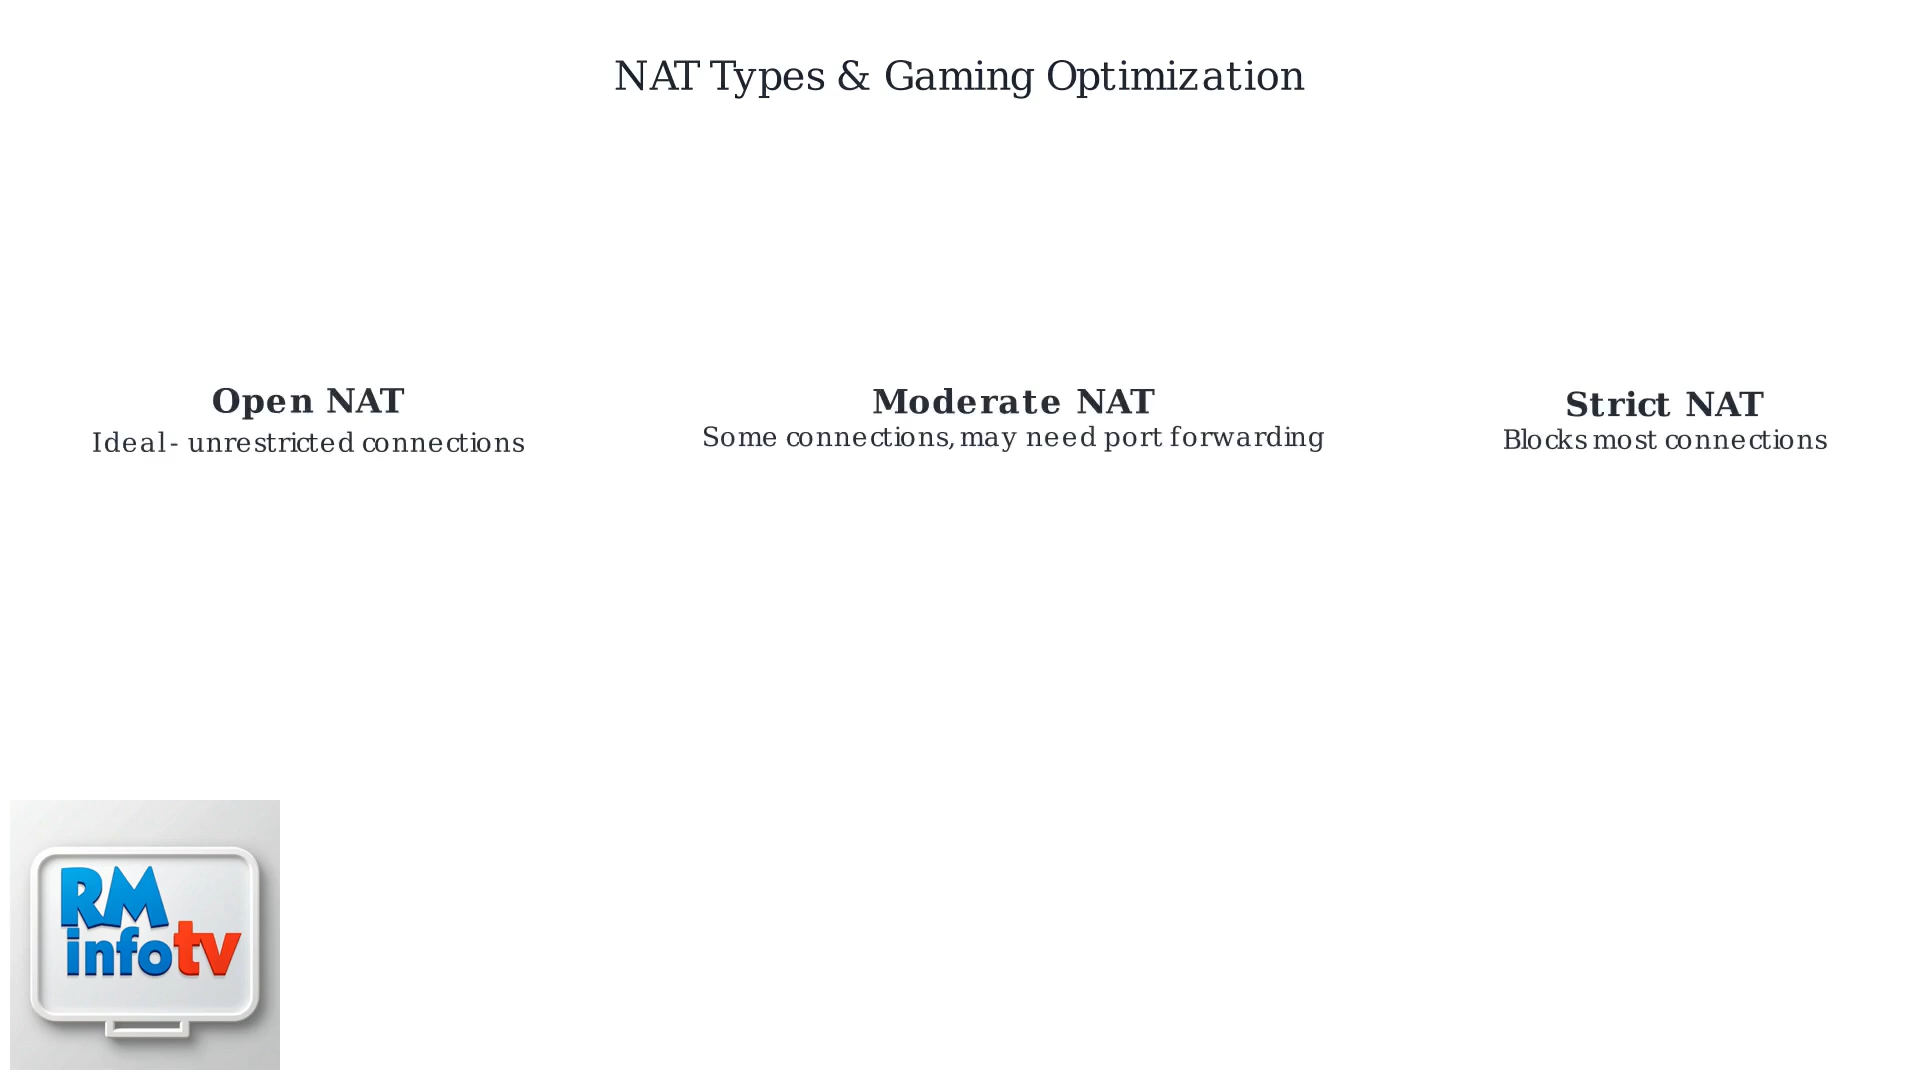 NAT Types & Gaming Optimization
Open NAT
Ideal - unrestricted connections
Moderate NAT
Some connections, may need port forwarding
Strict NAT
Blocks most connections
RM
infotv